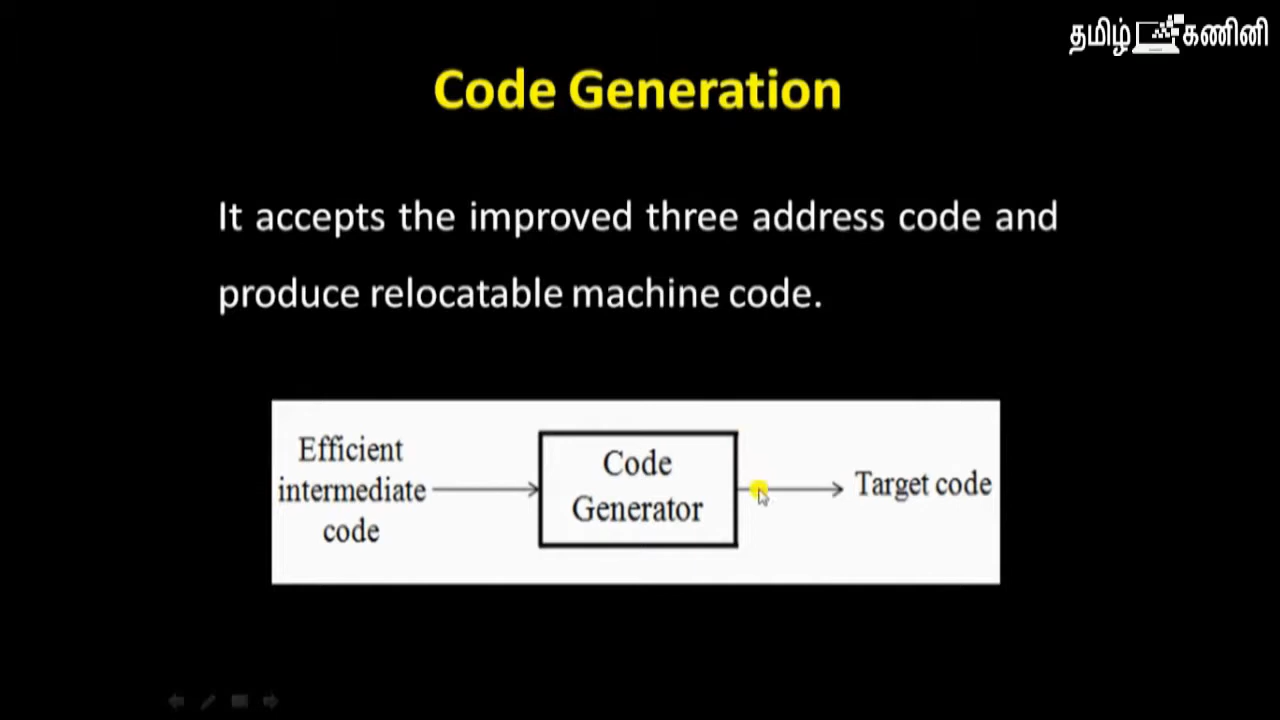 தமிழ் கணினி
Code Generation
It accepts the improved three address code and
produce relocatable machine code.
Efficient
intermediate
code
Code
Generator
Target code